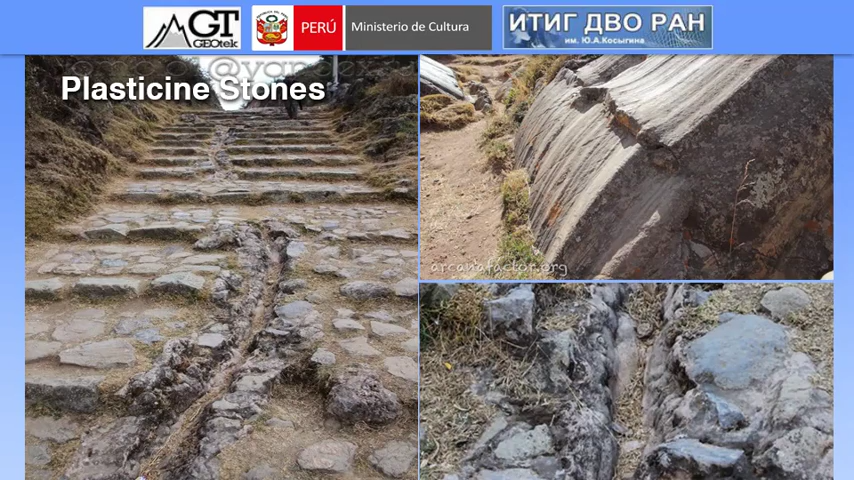 GT
GEOtek
PERÚ
Ministerio de Cultura
ИТИГ ДВО РАН
им. Ю.А.Косыгина
Plasticine Stones
arcanafactor.org